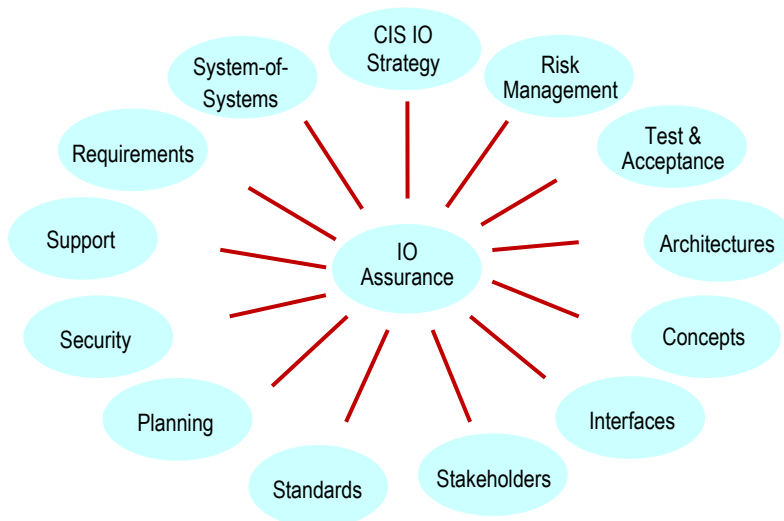 CIS IO
Strategy
System-of-
Systems
Risk
Management
Requirements
Test &
Acceptance
Support
IO
Assurance
Architectures
Security
Concepts
Planning
Interfaces
Standards
Stakeholders